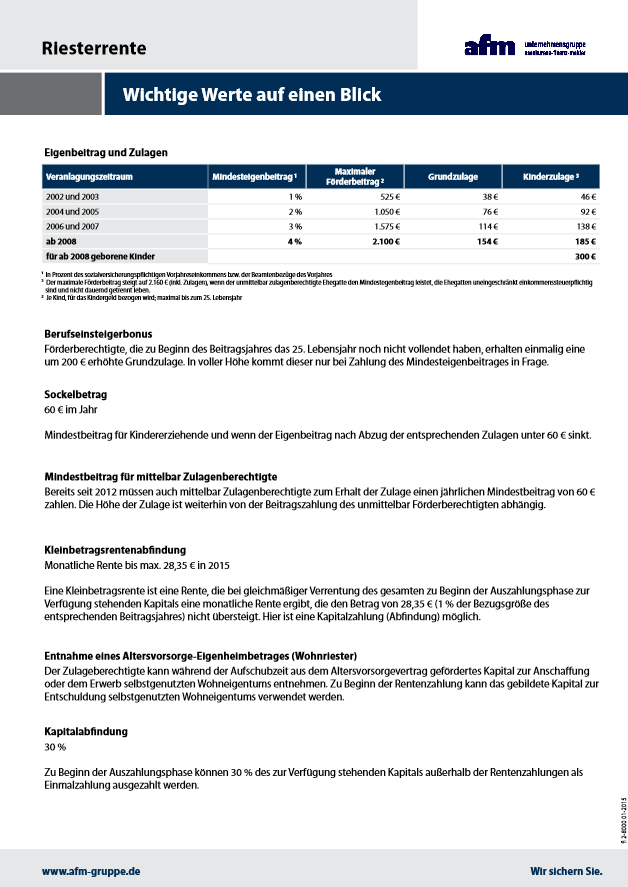 Riesterrente
afm unternehmensgruppe
Wichtige Werte auf einen Blick
Eigenbeitrag und Zulagen
Veranlagungszeitraum Mindesteigenbeitrag ¹ Maximaler Förderbeitrag ² Grundzulage Kinderzulage ³
2002 und 2003 1 % 525 € 38 € 46 €
2004 und 2005 2 % 1.050 € 76 € 92 €
2006 und 2007 3 % 1.575 € 114 € 138 €
ab 2008 4 % 2.100 € 154 € 185 €
für ab 2008 geborene Kinder 300 €
¹ In Prozent des sozialversicherungspflichtigen Vorjahreseinkommens bzw. der Beamtenbezüge des Vorjahres
² Der maximale Förderbeitrag steigt auf 2.160 € (inkl. Zulagen), wenn der unmittelbar zulagenberechtigte Ehegatte den Mindestegenbeitrag leistet, die Ehegatten uneingeschränkt einkommenssteuerpflichtig
sind und nicht dauernd getrennt leben.
³ Je Kind, für das Kindergeld bezogen wird; maximal bis zum 25. Lebensjahr
Berufseinsteigerbonus
Förderberechtigte, die zu Beginn des Beitragsjahres das 25. Lebensjahr noch nicht vollendet haben, erhalten einmalig eine
um 200 € erhöhte Grundzulage. In voller Höhe kommt dieser nur bei Zahlung des Mindesteigenbeitrages in Frage.
Sockelbetrag
60 € im Jahr
Mindestbeitrag für Kindererziehende und wenn der Eigenbeitrag nach Abzug der entsprechenden Zulagen unter 60 € sinkt.
Mindestbeitrag für mittelbar Zulagenberechtigte
Bereits seit 2012 müssen auch mittelbar Zulagenberechtigte zum Erhalt der Zulage einen jährlichen Mindestbeitrag von 60 €
zahlen. Die Höhe der Zulage ist weiterhin von der Beitragszahlung des unmittelbar Förderberechtigten abhängig.
Kleinbetragsrentenabfindung
Monatliche Rente bis max. 28,35 € in 2015
Eine Kleinbetragsrente ist eine Rente, die bei gleichmäßiger Verrentung des gesamten zu Beginn der Auszahlungsphase zur
Verfügung stehenden Kapitals eine monatliche Rente ergibt, die den Betrag von 28,35 € (1 % der Bezugsgröße des
entsprechenden Beitragsjahres) nicht übersteigt. Hier ist eine Kapitalzahlung (Abfindung) möglich.
Entnahme eines Altersvorsorge-Eigenheimbetrages (Wohnriester)
Der Zulageberechtigte kann während der Aufschubzeit aus dem Altersvorsorgevertrag gefördertes Kapital zur Anschaffung
oder dem Erwerb selbstgenutzten Wohneigentums entnehmen. Zu Beginn der Rentenzahlung kann das gebildete Kapital zur
Entschuldung selbstgenutzten Wohneigentums verwendet werden.
Kapitalabfindung
30 %
Zu Beginn der Auszahlungsphase können 30 % des zur Verfügung stehenden Kapitals außerhalb der Rentenzahlungen als
Einmalzahlung ausgezahlt werden.
www.afm-gruppe.de Wir sichern Sie.